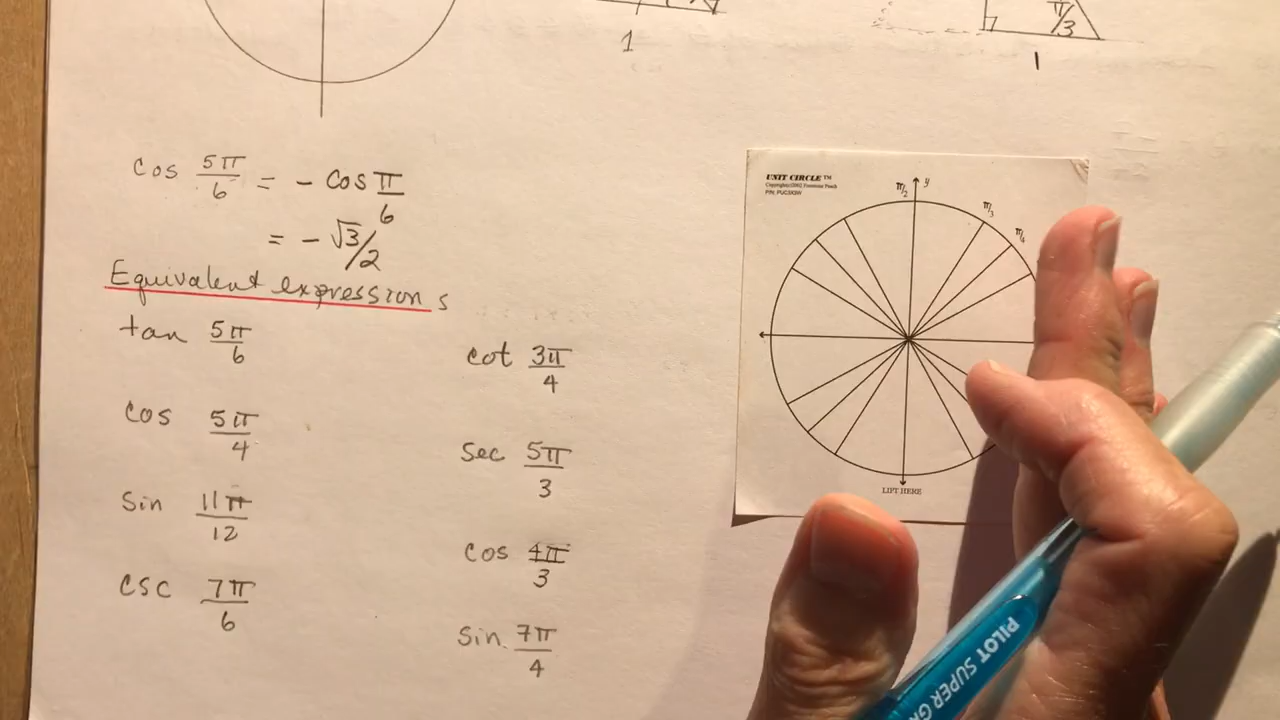 1
π/3
1
cos 5π/6 = - cos π/6
= - √3/2
Equivalent expressions
tan 5π/6
cos 5π/4
sin 11π/12
csc 7π/6
cot 3π/4
sec 5π/3
cos 4π/3
sin 7π/4
UNIT CIRCLE™
π/2 y
π/3
π/4
LIFT HERE
PILOT SUPER GR